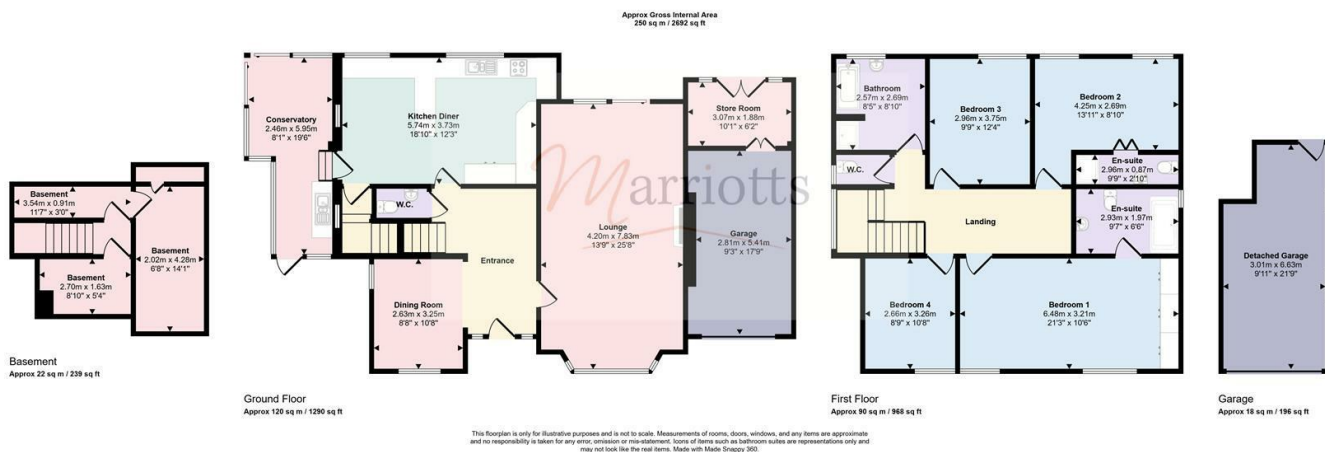 Approx Gross Internal Area
250 sq m / 2692 sq ft
Basement
3.54m x 0.91m
11'7" x 3'0"
Basement
2.02m x 4.28m
6'8" x 14'1"
Basement
2.70m x 1.63m
8'10" x 5'4"
Basement
Approx 22 sq m / 239 sq ft
Conservatory
2.46m x 5.95m
8'1" x 19'6"
Kitchen Diner
5.74m x 3.73m
18'10" x 12'3"
W.C.
Entrance
Dining Room
2.63m x 3.25m
8'8" x 10'8"
Lounge
4.20m x 7.83m
13'9" x 25'8"
Store Room
3.07m x 1.88m
10'1" x 6'2"
Garage
2.81m x 5.41m
9'3" x 17'9"
Marriotts
Ground Floor
Approx 120 sq m / 1290 sq ft
Bathroom
2.57m x 2.69m
8'5" x 8'10"
W.C.
Bedroom 3
2.96m x 3.75m
9'9" x 12'4"
Bedroom 2
4.25m x 2.69m
13'11" x 8'10"
En-suite
2.96m x 0.87m
9'9" x 2'10"
En-suite
2.93m x 1.97m
9'7" x 6'6"
Landing
Bedroom 4
2.66m x 3.26m
8'9" x 10'8"
Bedroom 1
6.48m x 3.21m
21'3" x 10'6"
First Floor
Approx 90 sq m / 968 sq ft
Detached Garage
3.01m x 6.63m
9'11" x 21'9"
Garage
Approx 18 sq m / 196 sq ft
This floorplan is only for illustrative purposes and is not to scale. Measurements of rooms, doors, windows, and any items are approximate
and no responsibility is taken for any error, omission or mis-statement. Icons of items such as bathroom suites are representations only and
may not look like the real items. Made with Made Snappy 360.